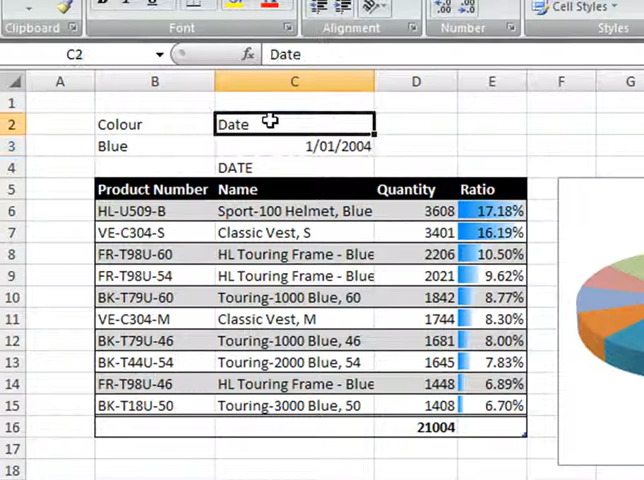 Clipboard Font Alignment Number Cell Styles Styles
C2 fx Date
A B C D E F G
1
2 Colour Date
3 Blue 1/01/2004
4 DATE
5 Product Number Name Quantity Ratio
6 HL-U509-B Sport-100 Helmet, Blue 3608 17.18%
7 VE-C304-S Classic Vest, S 3401 16.19%
8 FR-T98U-60 HL Touring Frame - Blue 2206 10.50%
9 FR-T98U-54 HL Touring Frame - Blue 2021 9.62%
10 BK-T79U-60 Touring-1000 Blue, 60 1842 8.77%
11 VE-C304-M Classic Vest, M 1744 8.30%
12 BK-T79U-46 Touring-1000 Blue, 46 1681 8.00%
13 BK-T44U-54 Touring-2000 Blue, 54 1645 7.83%
14 FR-T98U-46 HL Touring Frame - Blue 1448 6.89%
15 BK-T18U-50 Touring-3000 Blue, 50 1408 6.70%
16 21004
17
18